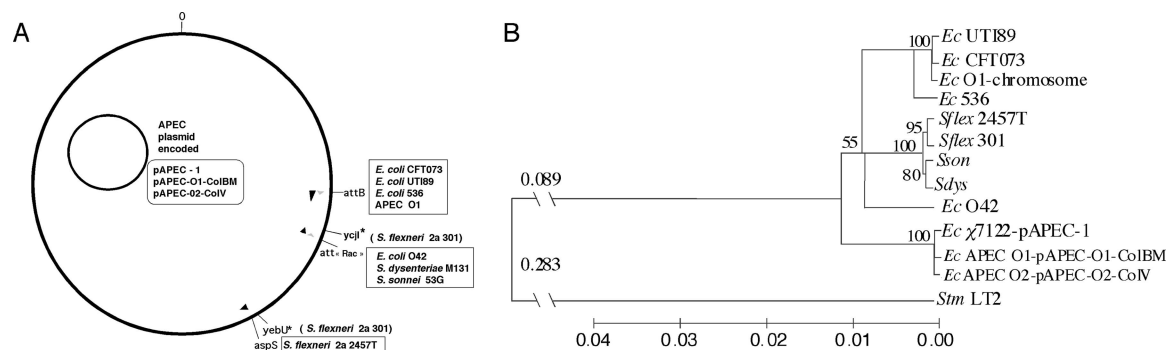 A
0
APEC
plasmid
encoded
pAPEC - 1
pAPEC-O1-ColBM
pAPEC-02-ColV
attB
E. coli CFT073
E. coli UTI89
E. coli 536
APEC O1
ycjI* ( S. flexneri 2a 301)
att« Rac »
E. coli O42
S. dysenteriae M131
S. sonnei 53G
yebU* ( S. flexneri 2a 301)
aspS S. flexneri 2a 2457T
B
100
Ec UTI89
Ec CFT073
Ec O1-chromosome
Ec 536
95
Sflex 2457T
55
100
Sflex 301
Sson
80
Sdys
0.089
Ec O42
100
Ec χ7122-pAPEC-1
Ec APEC O1-pAPEC-O1-ColBM
0.283
Ec APEC O2-pAPEC-O2-ColV
Stm LT2
0.04 0.03 0.02 0.01 0.00